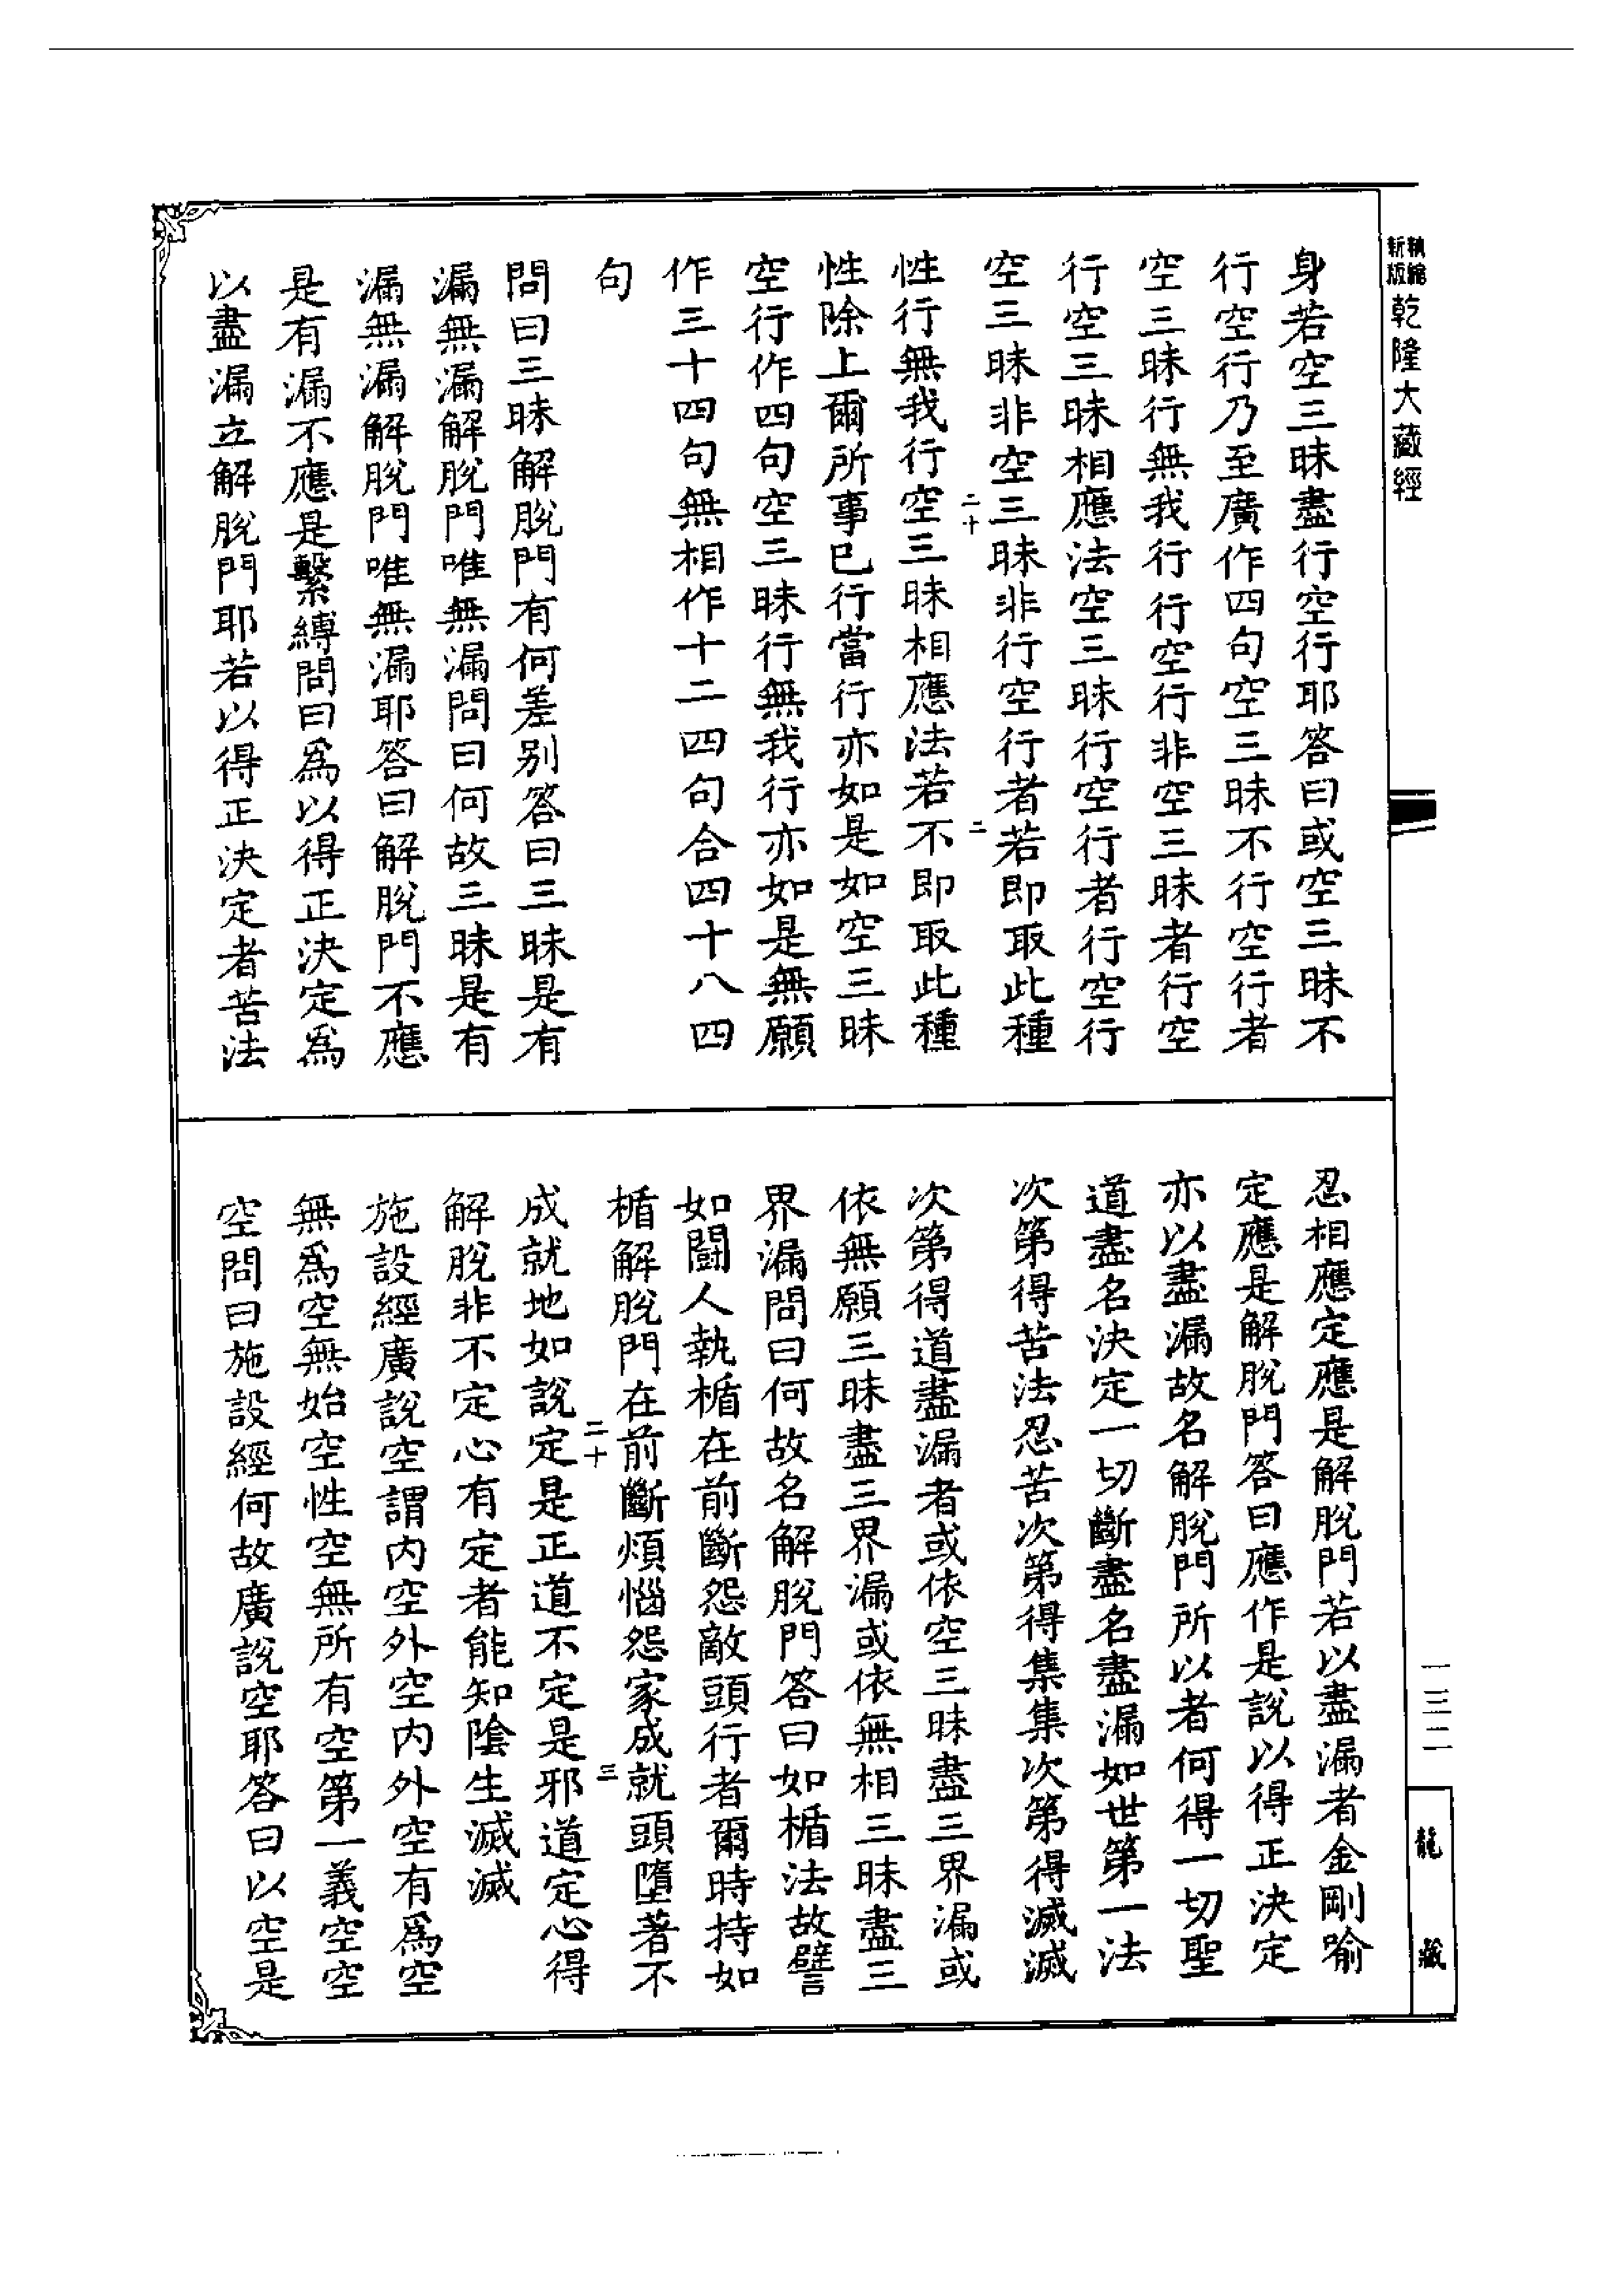 新版 縮
乾隆大藏經
身若空三昧盡行空行耶答曰或空三昧不
行空行乃至廣作四句空三昧不行空行者
空三昧行無我行行空行非空三昧者行空
行空三昧相應法空三昧行空行者行空行
空三昧非空三昧非行空行者若即取此種
二十
二
性行無我行空三昧相應法若不即取此種
性除上爾所事已行當行亦如是如空三昧
空行作四句空三昧行無我行亦如是無願
作三十四句無相作十二四句合四十八四
句
問曰三昧解脫門有何差別答曰三昧是有
漏無漏解脫門唯無漏問曰何故三昧是有
漏無漏解脫門唯無漏耶答曰解脫門不應
是有漏不應是繫縛問曰為以得正決定為
以盡漏立解脫門耶若以得正決定者苦法
忍相應定應是解脫門若以盡漏者金剛喻
定應是解脫門答曰應作是說以得正決定
亦以盡漏故名解脫門所以者何得一切聖
道盡名決定一切斷盡名盡漏如世第一法
次第得苦法忍苦次第得集集次第得滅滅
次第得道盡漏者或依空三昧盡三界漏或
依無願三昧盡三界漏或依無相三昧盡三
界漏問曰何故名解脫門答曰如楯法故譬
如鬪人執楯在前斷怨敵頭行者爾時持如
楯解脫門在前斷煩惱怨家成就頭墮著不
二十
三
成就地如說定是正道不定是邪道定心得
解脫非不定心有定者能知陰生滅滅
施設經廣說空謂內空外空內外空有為空
無為空無始空性空無所有空第一義空空
空問曰施設經何故廣說空耶答曰以空是
一三二
龍藏